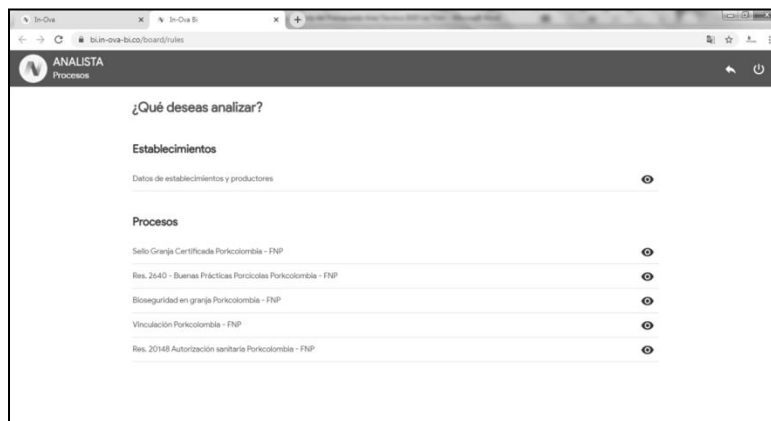 In-Ova
In-Ova Bi
bi.in-ova-bi.co/board/rules
ANALISTA
Procesos
¿Qué deseas analizar?
Establecimientos
Datos de establecimientos y productores
Procesos
Sello Granja Certificada Porkcolombia - FNP
Res. 2640 - Buenas Prácticas Porcícolas Porkcolombia - FNP
Bioseguridad en granja Porkcolombia - FNP
Vinculación Porkcolombia - FNP
Res. 20148 Autorización sanitaria Porkcolombia - FNP